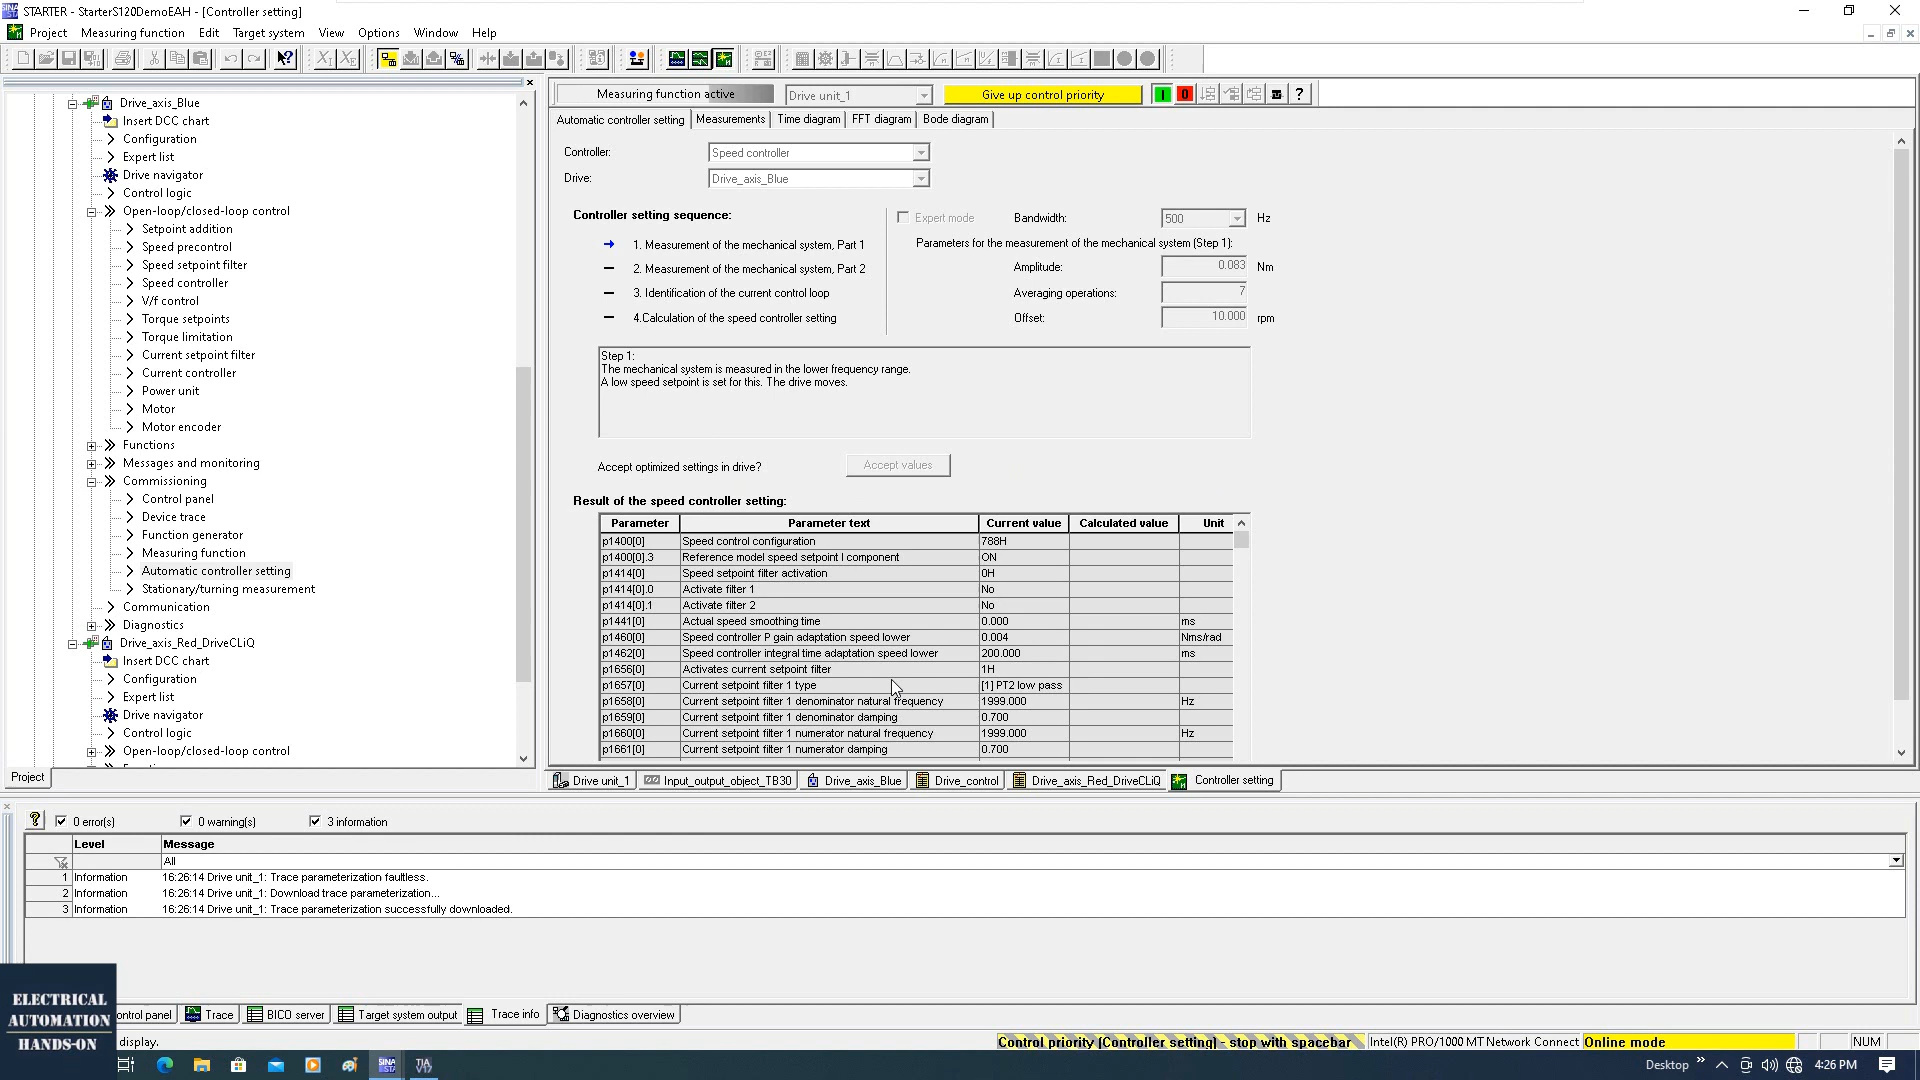 STARTER - StarterS120DemoEAH - [Controller setting]
Project Measuring function Edit Target system View Options Window Help
Drive_axis_Blue
Insert DCC chart
Configuration
Expert list
Drive navigator
Control logic
Open-loop/closed-loop control
Setpoint addition
Speed precontrol
Speed setpoint filter
Speed controller
V/f control
Torque setpoints
Torque limitation
Current setpoint filter
Current controller
Power unit
Motor
Motor encoder
Functions
Messages and monitoring
Commissioning
Control panel
Device trace
Function generator
Measuring function
Automatic controller setting
Stationary/turning measurement
Communication
Diagnostics
Drive_axis_Red_DriveCLiQ
Insert DCC chart
Configuration
Expert list
Drive navigator
Control logic
Open-loop/closed-loop control
Project
Measuring function active Drive unit_1 Give up control priority
Automatic controller setting Measurements Time diagram FFT diagram Bode diagram
Controller: Speed controller
Drive: Drive_axis_Blue
Controller setting sequence:
1. Measurement of the mechanical system, Part 1
2. Measurement of the mechanical system, Part 2
3. Identification of the current control loop
4.Calculation of the speed controller setting
Expert mode Bandwidth: 500 Hz
Parameters for the measurement of the mechanical system (Step 1):
Amplitude: 0.083 Nm
Averaging operations: 7
Offset: 10.000 rpm
Step 1:
The mechanical system is measured in the lower frequency range.
A low speed setpoint is set for this. The drive moves.
Accept optimized settings in drive? Accept values
Result of the speed controller setting:
Parameter Parameter text Current value Calculated value Unit
p1400[0] Speed control configuration 788H
p1400[0].3 Reference model speed setpoint I component ON
p1414[0] Speed setpoint filter activation 0H
p1414[0].0 Activate filter 1 No
p1414[0].1 Activate filter 2 No
p1441[0] Actual speed smoothing time 0.000 ms
p1460[0] Speed controller P gain adaptation speed lower 0.004 Nms/rad
p1462[0] Speed controller integral time adaptation speed lower 200.000 ms
p1656[0] Activates current setpoint filter 1H
p1657[0] Current setpoint filter 1 type [1] PT2 low pass
p1658[0] Current setpoint filter 1 denominator natural frequency 1999.000 Hz
p1659[0] Current setpoint filter 1 denominator damping 0.700
p1660[0] Current setpoint filter 1 numerator natural frequency 1999.000 Hz
p1661[0] Current setpoint filter 1 numerator damping 0.700
Drive unit_1 Input_output_object_TB30 Drive_axis_Blue Drive_control Drive_axis_Red_DriveCLiQ Controller setting
0 error(s) 0 warning(s) 3 information
Level Message
All
1 Information 16:26:14 Drive unit_1: Trace parameterization faultless.
2 Information 16:26:14 Drive unit_1: Download trace parameterization...
3 Information 16:26:14 Drive unit_1: Trace parameterization successfully downloaded.
ontrol panel Trace BICO server Target system output Trace info Diagnostics overview
ELECTRICAL
AUTOMATION
HANDS-ON
display. Control priority [Controller setting] - stop with spacebar Intel(R) PRO/1000 MT Network Connect Online mode NUM
Desktop 4:26 PM